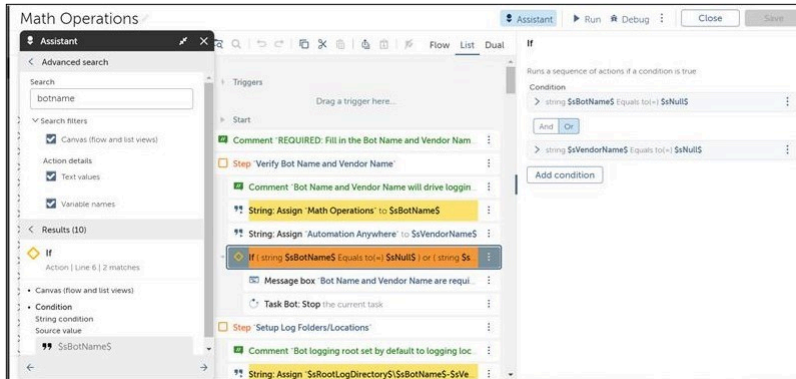 Math Operations
Assistant
Run
Debug
Close
Save
Assistant
Advanced search
Search
botname
Search filters
Canvas (flow and list views)
Action details
Text values
Variable names
Results (10)
If
Action | Line 6 | 2 matches
• Canvas (flow and list views)
• Condition
String condition
Source value
$sBotName$
Flow List Dual
Triggers
Drag a trigger here...
Start
Comment "REQUIRED: Fill in the Bot Name and Vendor Nam
Step "Verify Bot Name and Vendor Name"
Comment "Bot Name and Vendor Name will drive loggin
String: Assign "Math Operations" to $sBotName$
String: Assign "Automation Anywhere" to $sVendorName$
If ( string $sBotName$ Equals to(=) $sNull$ ) or ( string $s
Message box "Bot Name and Vendor Name are requi
Task Bot: Stop the current task
Step "Setup Log Folders/Locations"
Comment "Bot logging root set by default to logging loc
String: Assign "$sRootLogDirectory$\$sBotName$-$sVe
If
Runs a sequence of actions if a condition is true
Condition
string $sBotName$ Equals to(=) $sNull$
And Or
string $sVendorName$ Equals to(=) $sNull$
Add condition